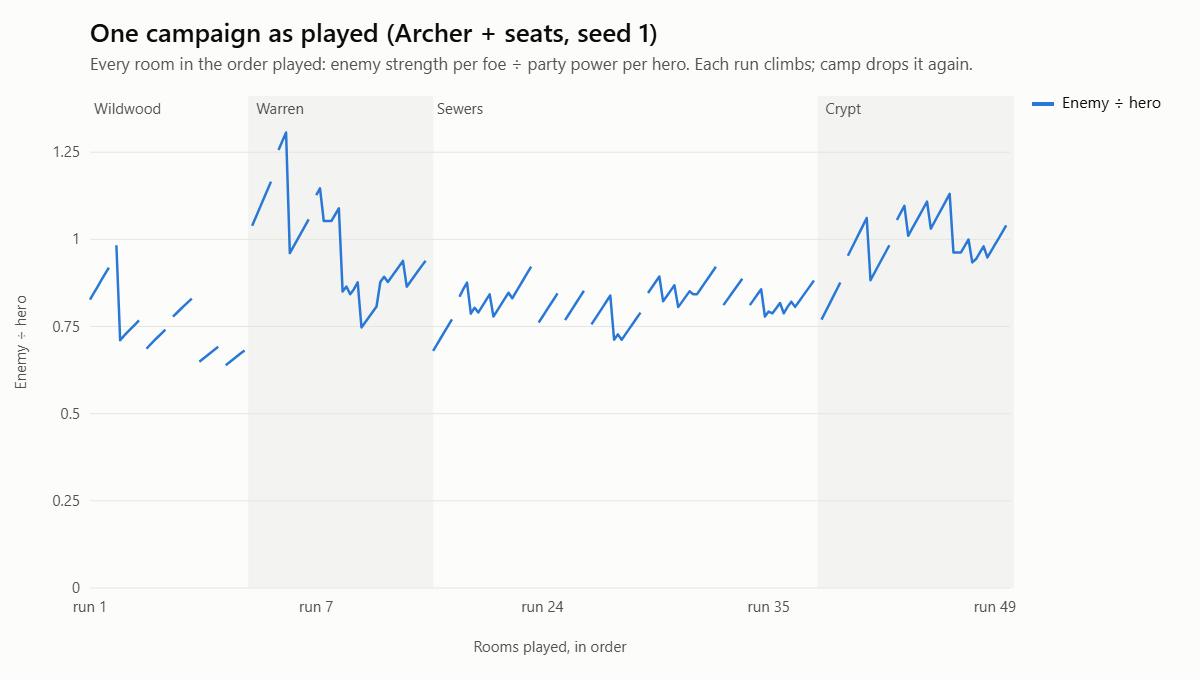 One campaign as played (Archer + seats, seed 1)
Every room in the order played: enemy strength per foe ÷ party power per hero. Each run climbs; camp drops it again.
Wildwood
Warren
Sewers
Crypt
Enemy ÷ hero
1.25
1
0.75
0.5
0.25
0
Enemy ÷ hero
run 1
run 7
run 24
run 35
run 49
Rooms played, in order